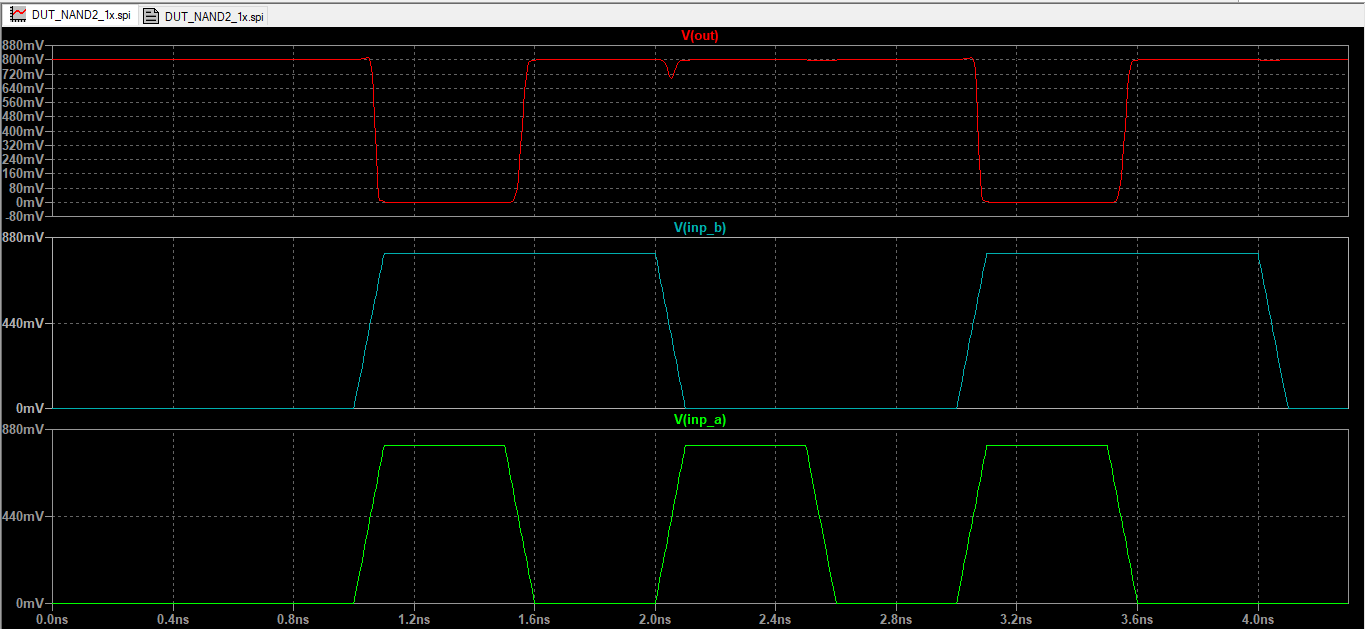 DUT_NAND2_1x.spi DUT_NAND2_1x.spi
V(out)
880mV
800mV
720mV
640mV
560mV
480mV
400mV
320mV
240mV
160mV
80mV
0mV
-80mV
V(inp_b)
880mV
440mV
0mV
V(inp_a)
880mV
440mV
0mV
0.0ns 0.4ns 0.8ns 1.2ns 1.6ns 2.0ns 2.4ns 2.8ns 3.2ns 3.6ns 4.0ns